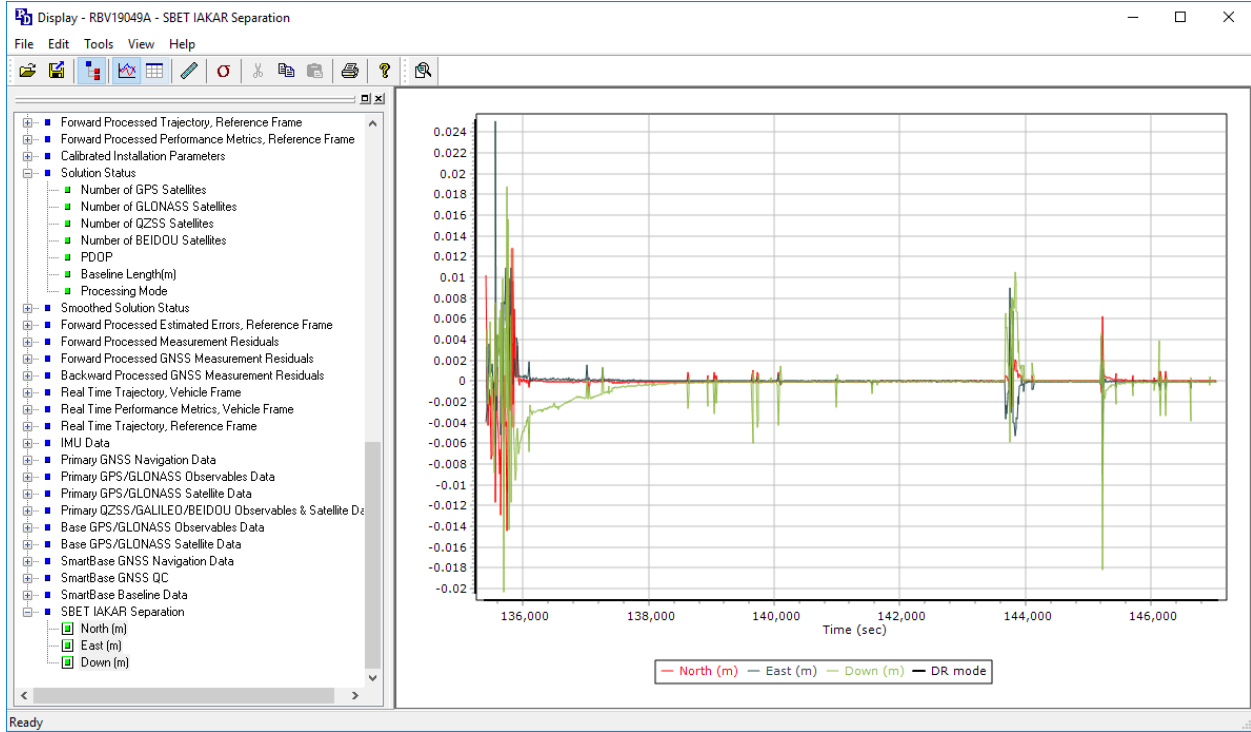 Display - RBV19049A - SBET IAKAR Separation
File Edit Tools View Help
Forward Processed Trajectory, Reference Frame
Forward Processed Performance Metrics, Reference Frame
Calibrated Installation Parameters
Solution Status
Number of GPS Satellites
Number of GLONASS Satellites
Number of QZSS Satellites
Number of BEIDOU Satellites
PDOP
Baseline Length(m)
Processing Mode
Smoothed Solution Status
Forward Processed Estimated Errors, Reference Frame
Forward Processed Measurement Residuals
Forward Processed GNSS Measurement Residuals
Backward Processed GNSS Measurement Residuals
Real Time Trajectory, Vehicle Frame
Real Time Performance Metrics, Vehicle Frame
Real Time Trajectory, Reference Frame
IMU Data
Primary GNSS Navigation Data
Primary GPS/GLONASS Observables Data
Primary GPS/GLONASS Satellite Data
Primary QZSS/GALILEO/BEIDOU Observables & Satellite Da
Base GPS/GLONASS Observables Data
Base GPS/GLONASS Satellite Data
SmartBase GNSS Navigation Data
SmartBase GNSS QC
SmartBase Baseline Data
SBET IAKAR Separation
North (m)
East (m)
Down (m)
0.024
0.022
0.02
0.018
0.016
0.014
0.012
0.01
0.008
0.006
0.004
0.002
0
-0.002
-0.004
-0.006
-0.008
-0.01
-0.012
-0.014
-0.016
-0.018
-0.02
136,000 138,000 140,000 142,000 144,000 146,000
Time (sec)
North (m) East (m) Down (m) DR mode
Ready